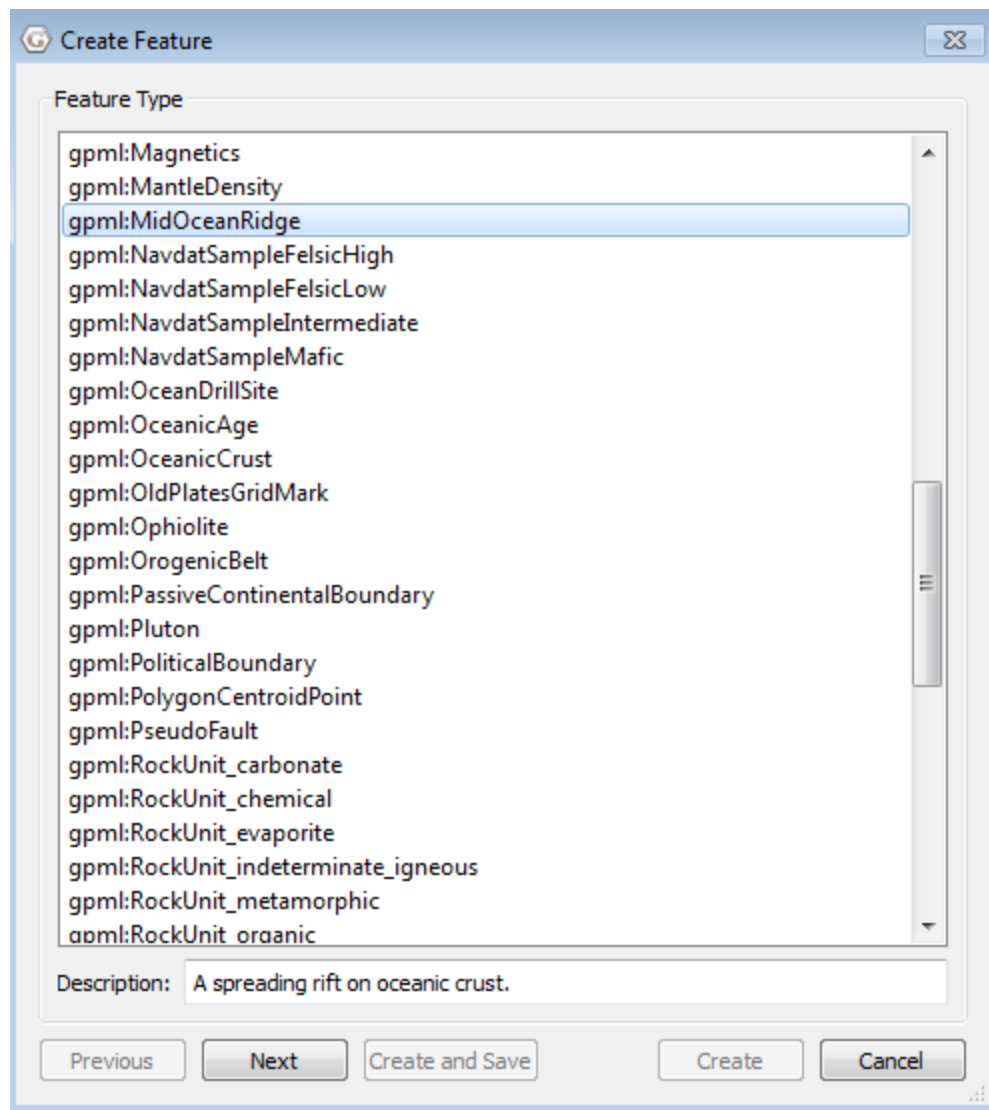 Create Feature
Feature Type
gpml:Magnetics
gpml:MantleDensity
gpml:MidOceanRidge
gpml:NavdatSampleFelsicHigh
gpml:NavdatSampleFelsicLow
gpml:NavdatSampleIntermediate
gpml:NavdatSampleMafic
gpml:OceanDrillSite
gpml:OceanicAge
gpml:OceanicCrust
gpml:OldPlatesGridMark
gpml:Ophiolite
gpml:OrogenicBelt
gpml:PassiveContinentalBoundary
gpml:Pluton
gpml:PoliticalBoundary
gpml:PolygonCentroidPoint
gpml:PseudoFault
gpml:RockUnit_carbonate
gpml:RockUnit_chemical
gpml:RockUnit_evaporite
gpml:RockUnit_indeterminate_igneous
gpml:RockUnit_metamorphic
gpml:RockUnit_organic
Description: A spreading rift on oceanic crust.
Previous Next Create and Save Create Cancel